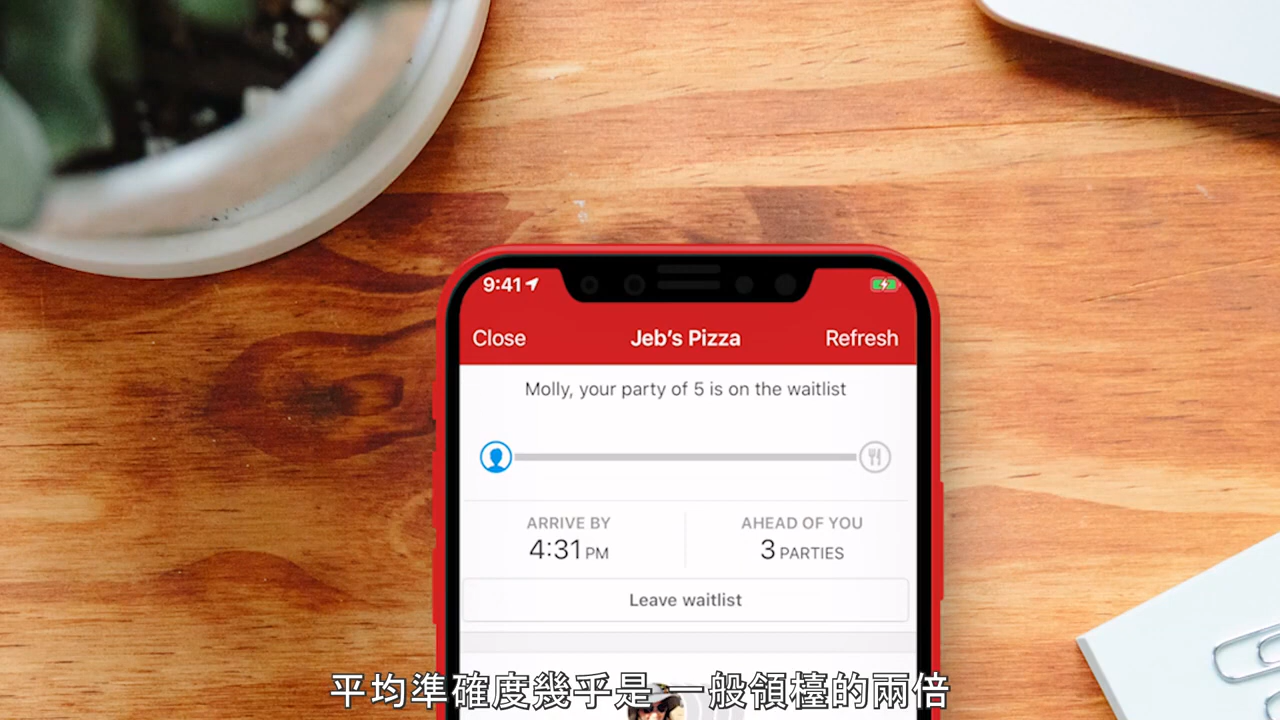 9:41
Close
Jeb's Pizza
Refresh
Molly, your party of 5 is on the waitlist
ARRIVE BY
AHEAD OF YOU
4:31 PM
3 PARTIES
Leave waitlist
平均準確度幾乎是 一般領檯的兩倍